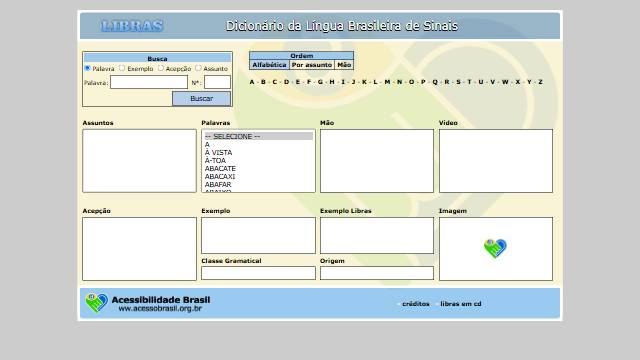 LIBRAS
Dicionário da Língua Brasileira de Sinais
Busca
Palavra Exemplo Acepção Assunto
Palavra: Nº:
Buscar
Ordem
Alfabética Por assunto Mão
A - B - C - D - E - F - G - H - I - J - K - L - M - N - O - P - Q - R - S - T - U - V - W - X - Y - Z
Assuntos
Palavras
Mão
Vídeo
-- SELECIONE --
A
À VISTA
À-TOA
ABACATE
ABACAXI
ABAFAR
Acepção
Exemplo
Exemplo Libras
Imagem
Classe Gramatical
Origem
Acessibilidade Brasil
www.acessobrasil.org.br
créditos
libras em cd